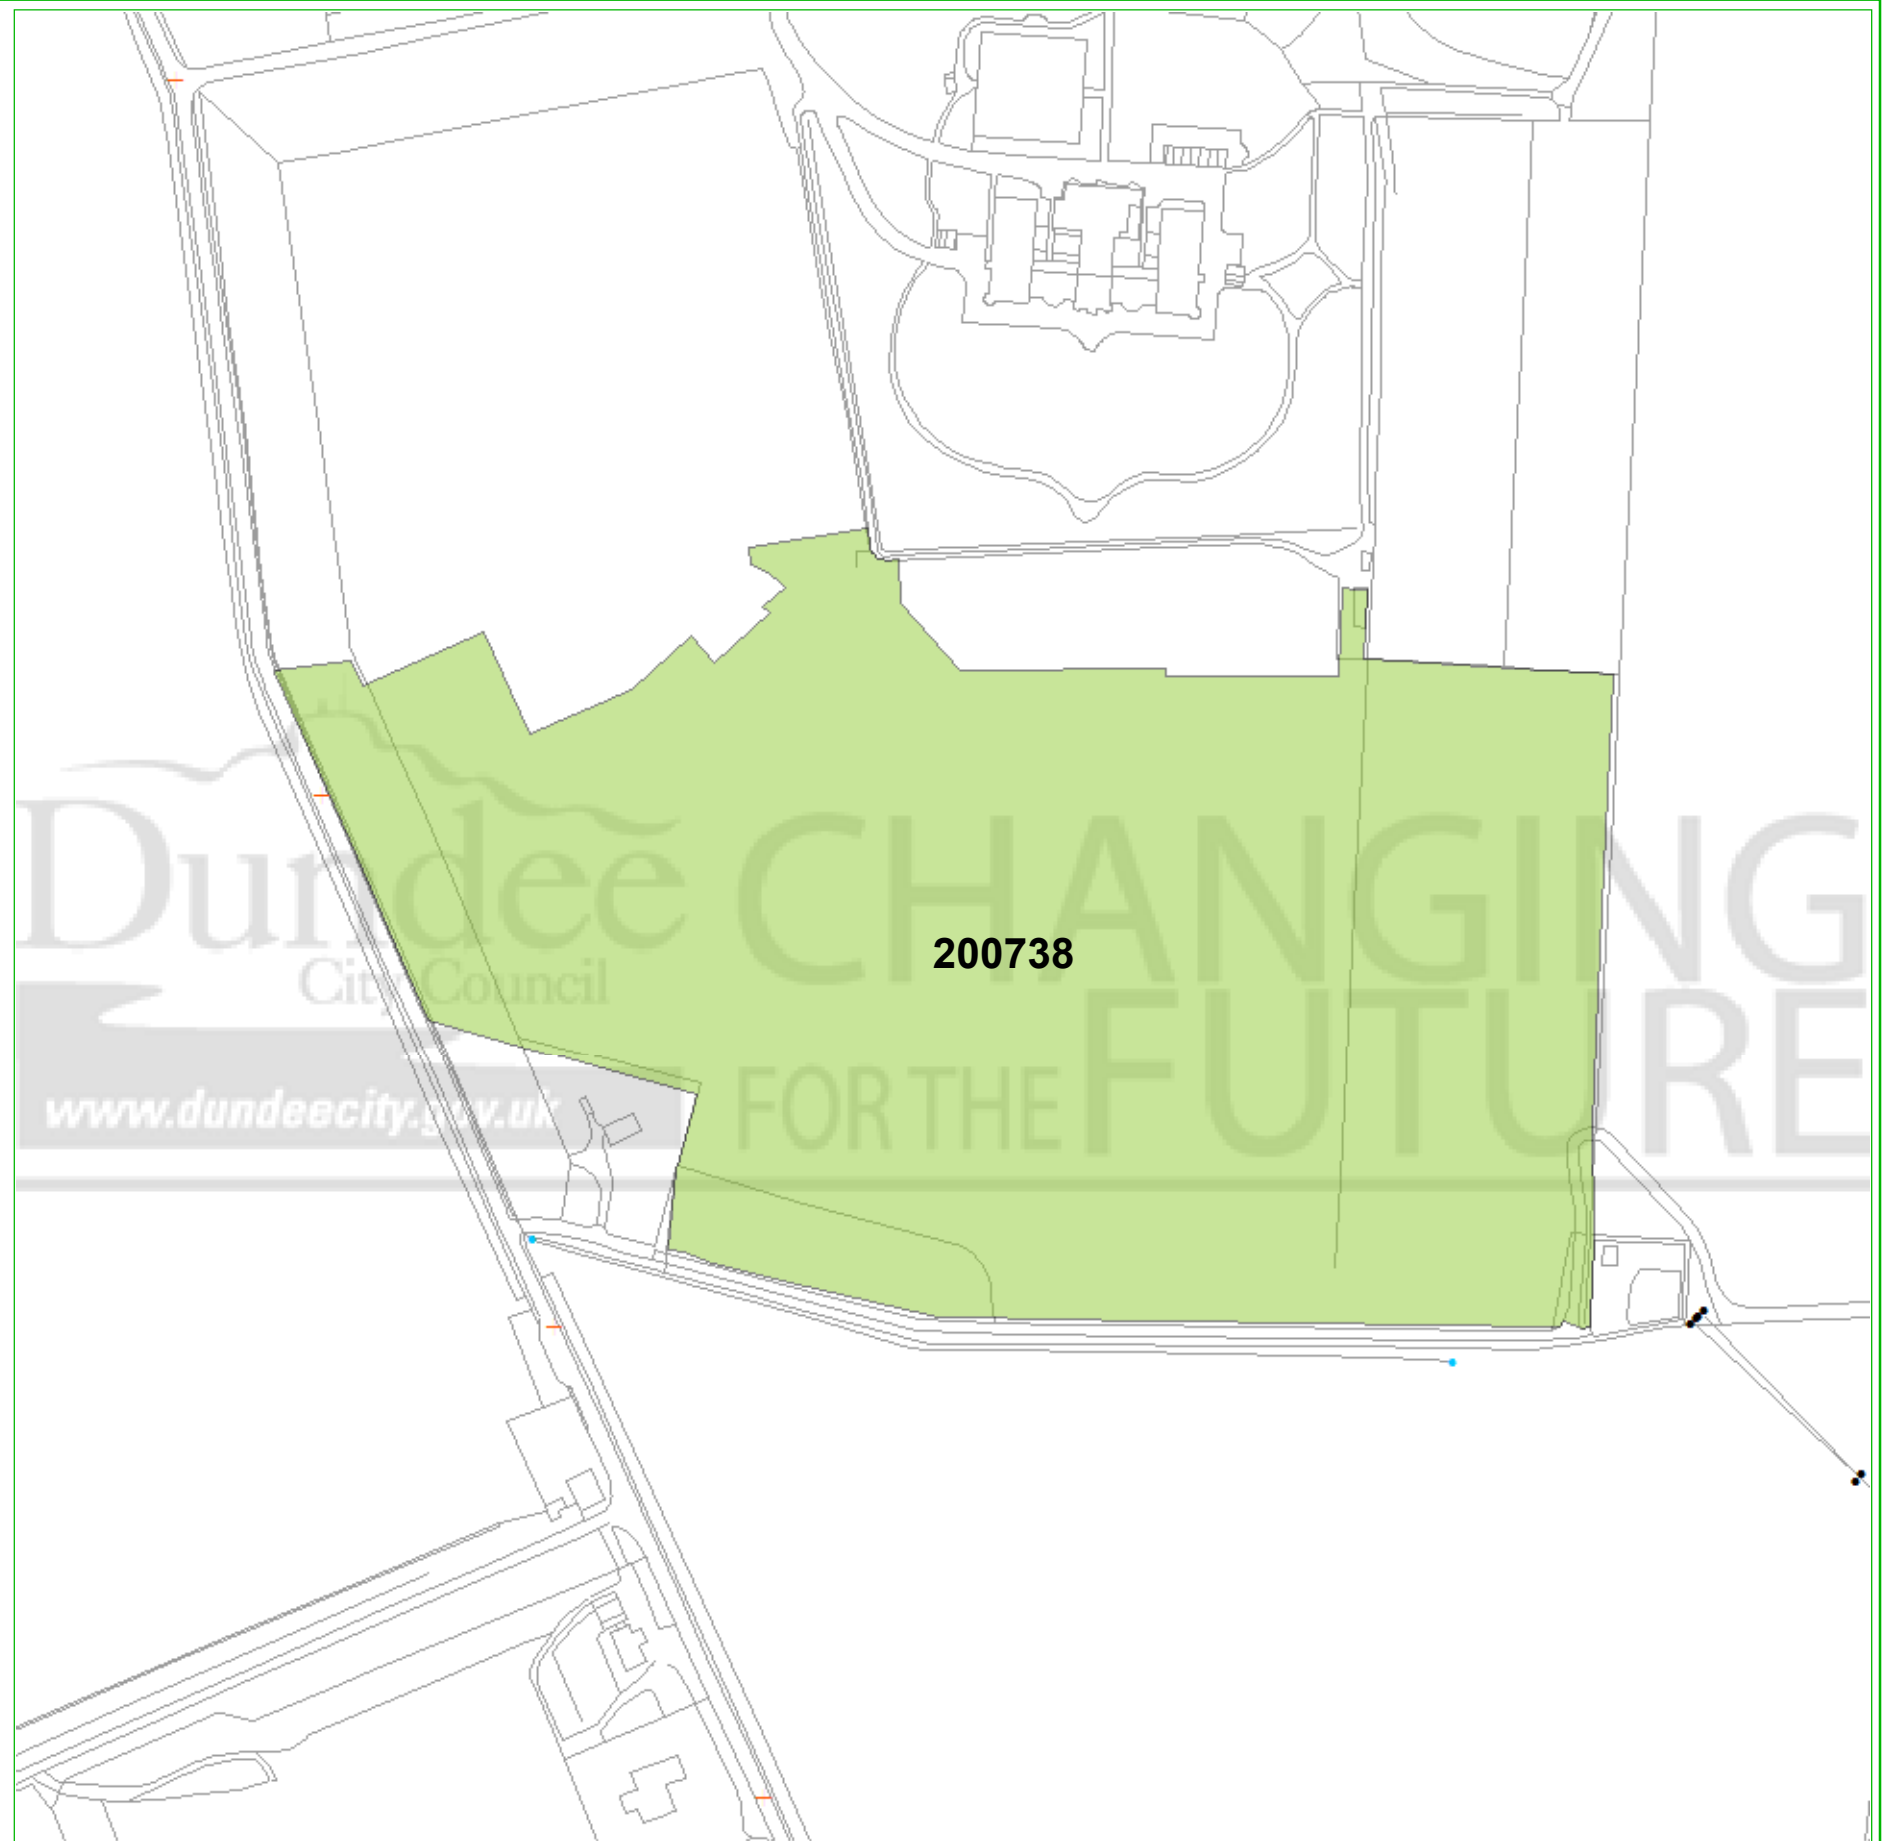 Dundee
City Council
www.dundeecity.gov.uk
CHANGING
FOR THE FUTURE
200738